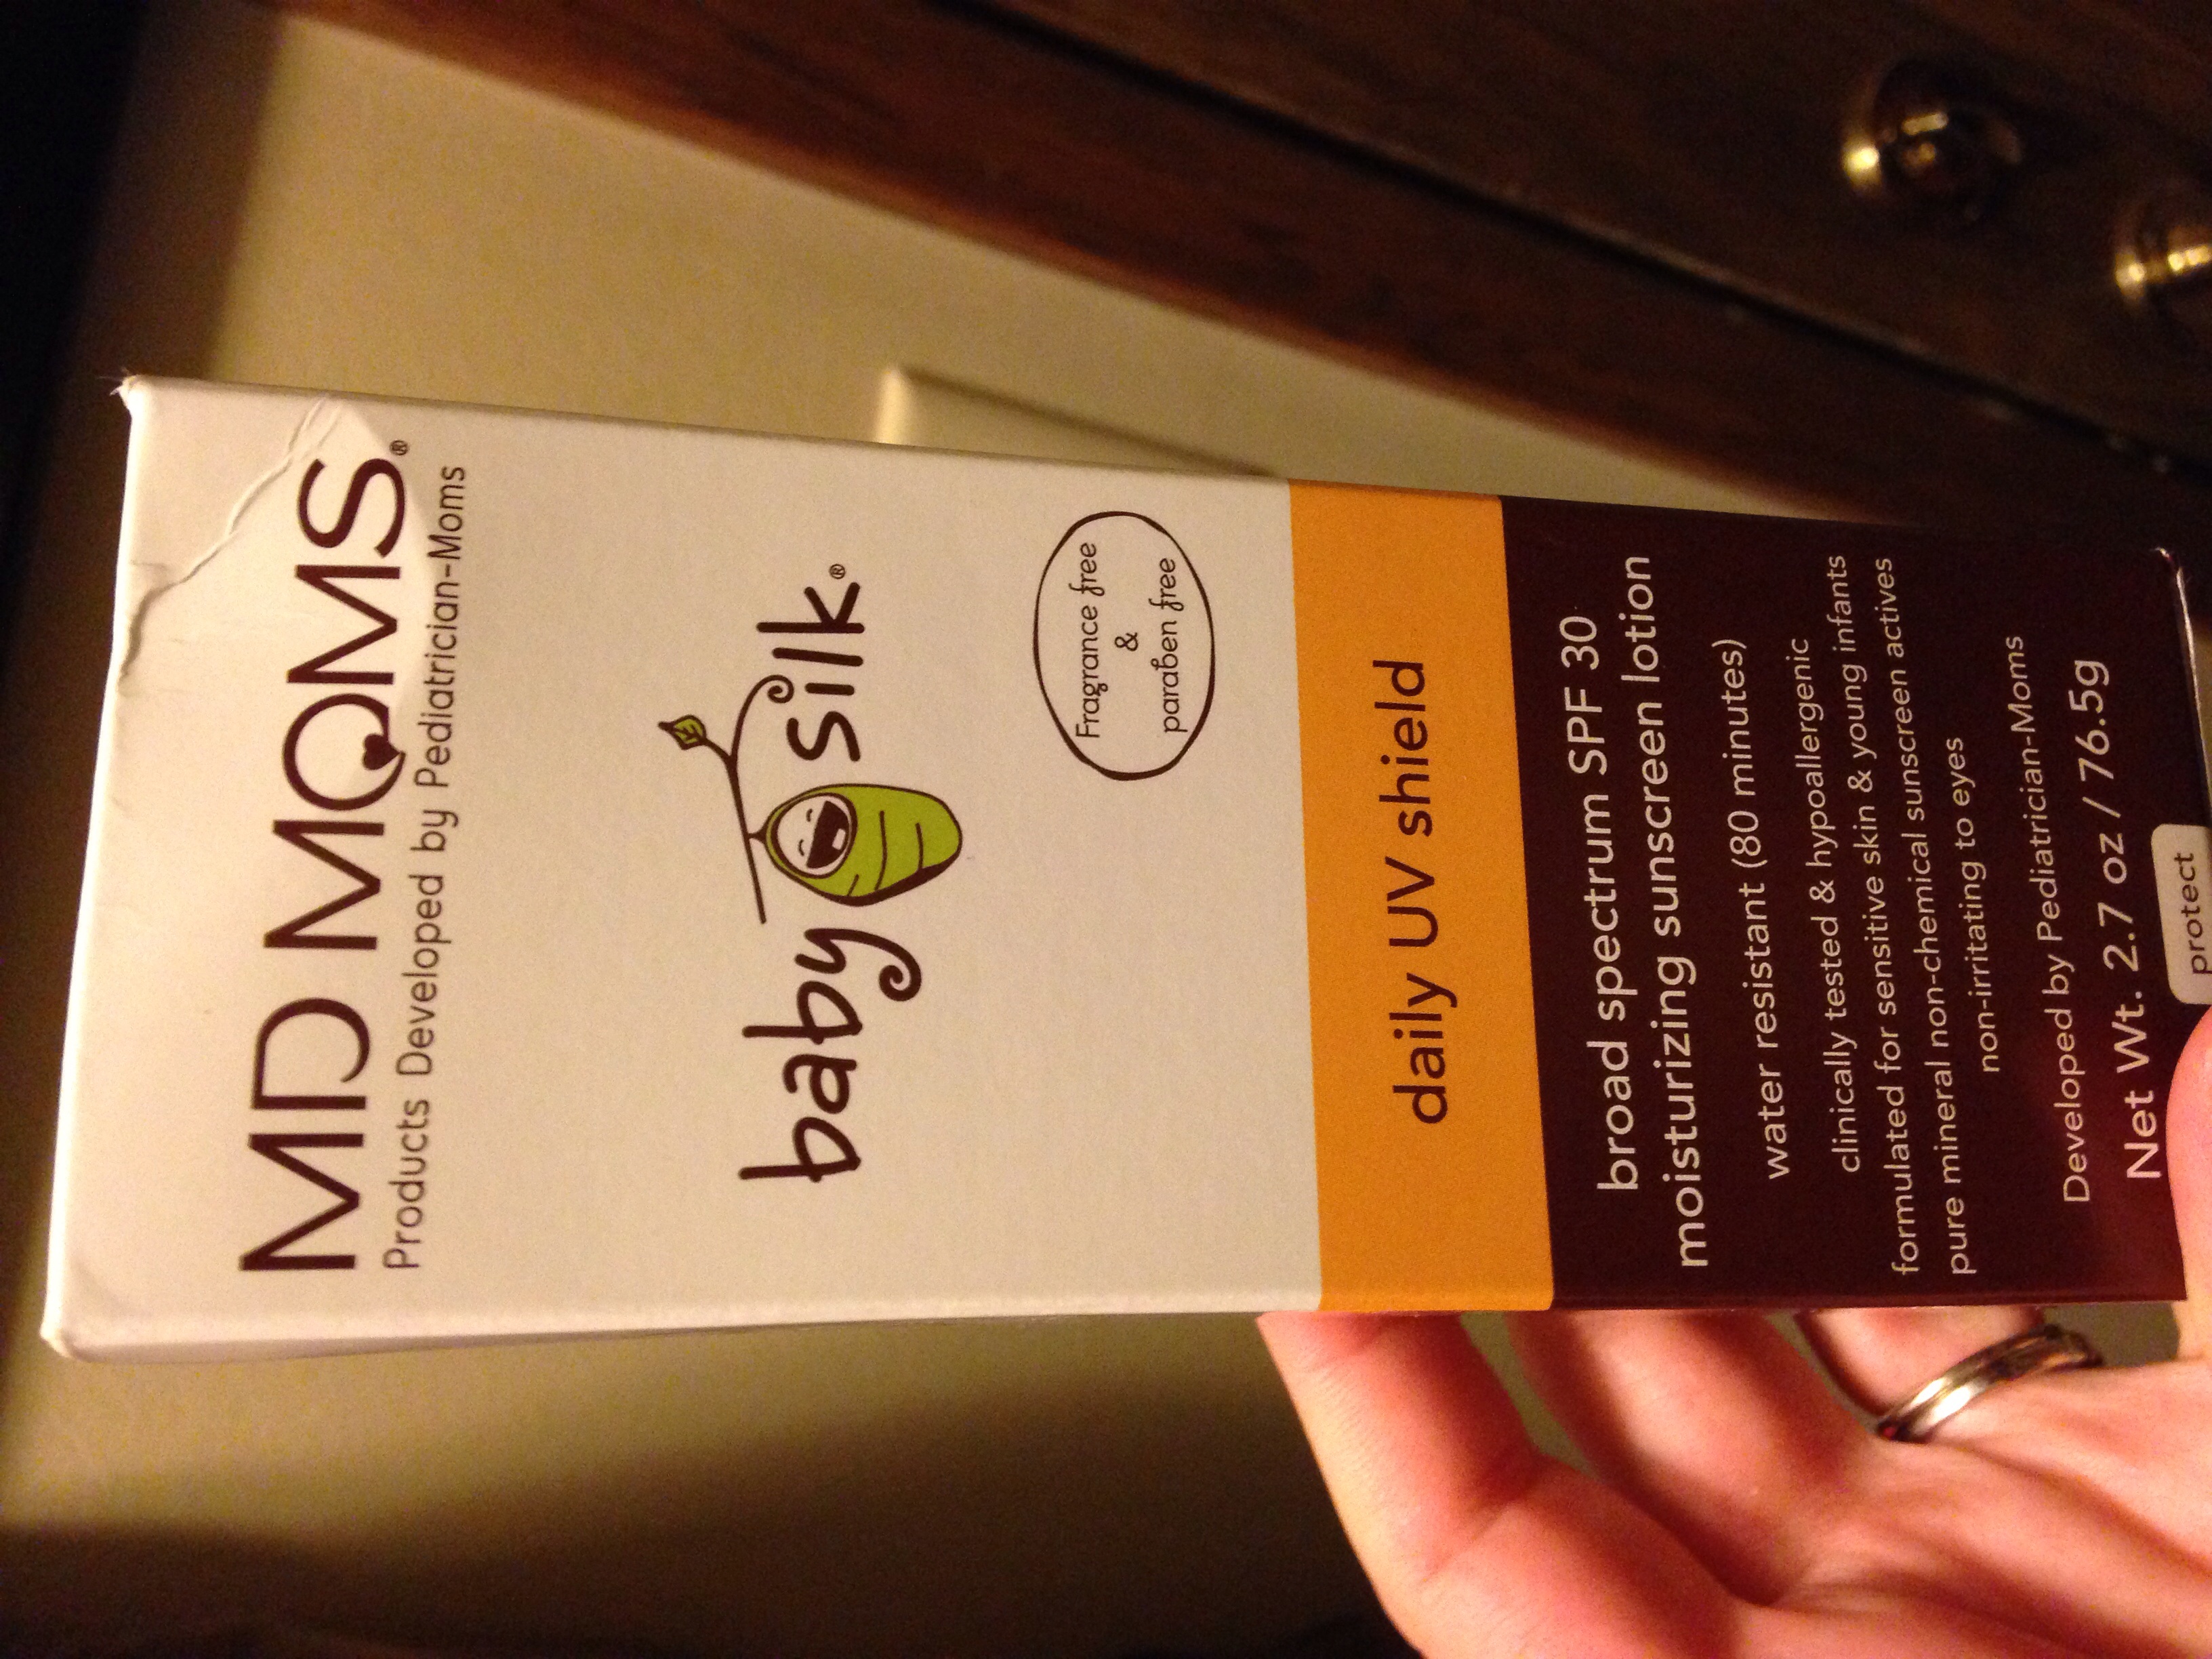 MD MOMS®
Products Developed by Pediatrician-Moms
baby silk®
Fragrance free
&
paraben free
daily UV shield
broad spectrum SPF 30
moisturizing sunscreen lotion
water resistant (80 minutes)
clinically tested & hypoallergenic
formulated for sensitive skin & young infants
pure mineral non-chemical sunscreen actives
non-irritating to eyes
Developed by Pediatrician-Moms
Net Wt. 2.7 oz / 76.5g
protect